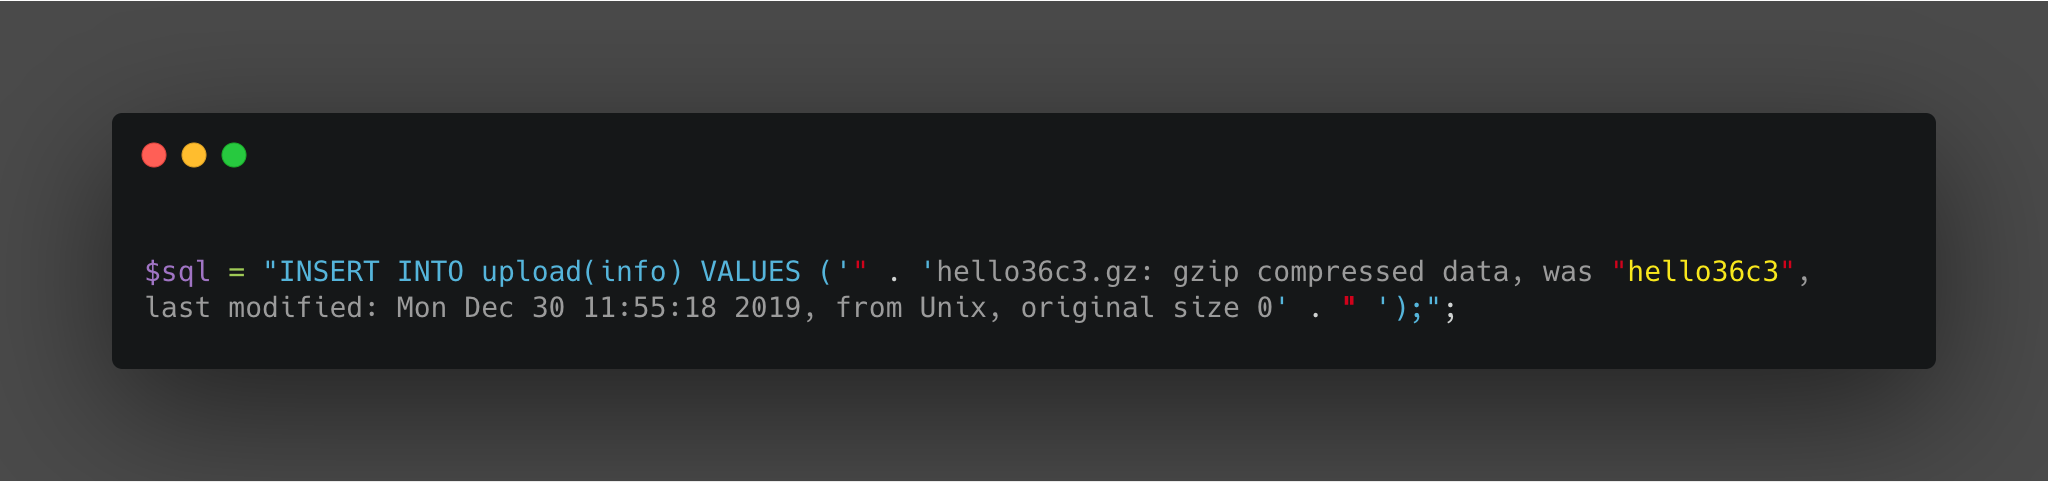 $sql = "INSERT INTO upload(info) VALUES ('" . 'hello36c3.gz: gzip compressed data, was "hello36c3",
last modified: Mon Dec 30 11:55:18 2019, from Unix, original size 0' . " ');";